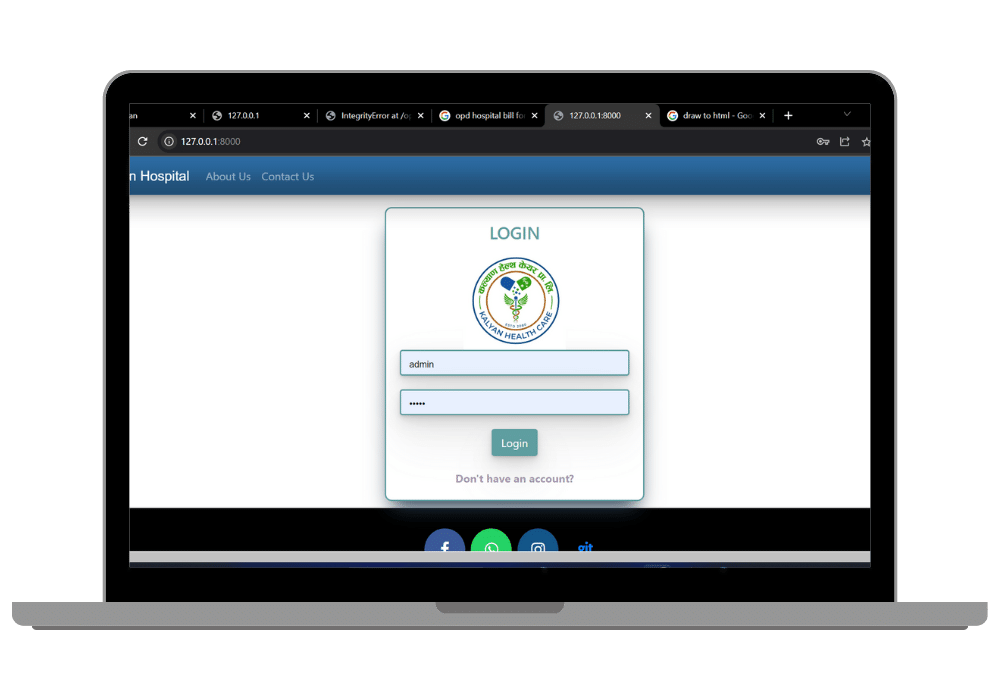 an
127.0.0.1
IntegrityError at /o
opd hospital bill fo
127.0.0.1:8000
draw to html - Goo
127.0.0.1:8000
n Hospital About Us Contact Us
LOGIN
कल्याण हेल्थ केयर प्रा. लि.
KALYAN HEALTH CARE
admin
•••••
Login
Don't have an account?
git